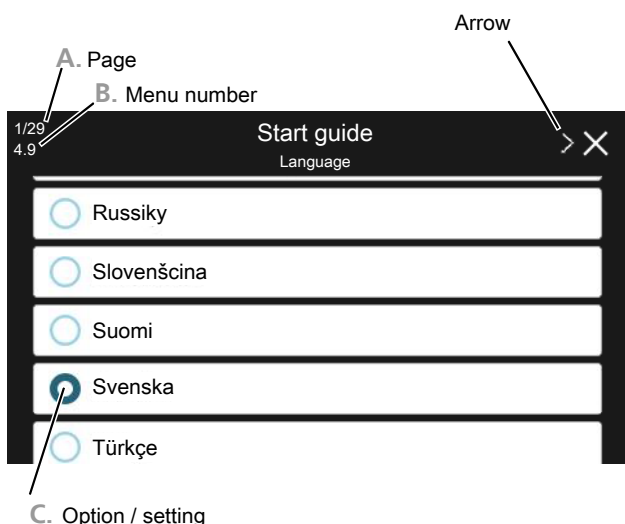 Arrow
A. Page
B. Menu number
1/29
4.9
Start guide
Language
Russiky
Slovenšcina
Suomi
Svenska
Türkçe
C. Option / setting